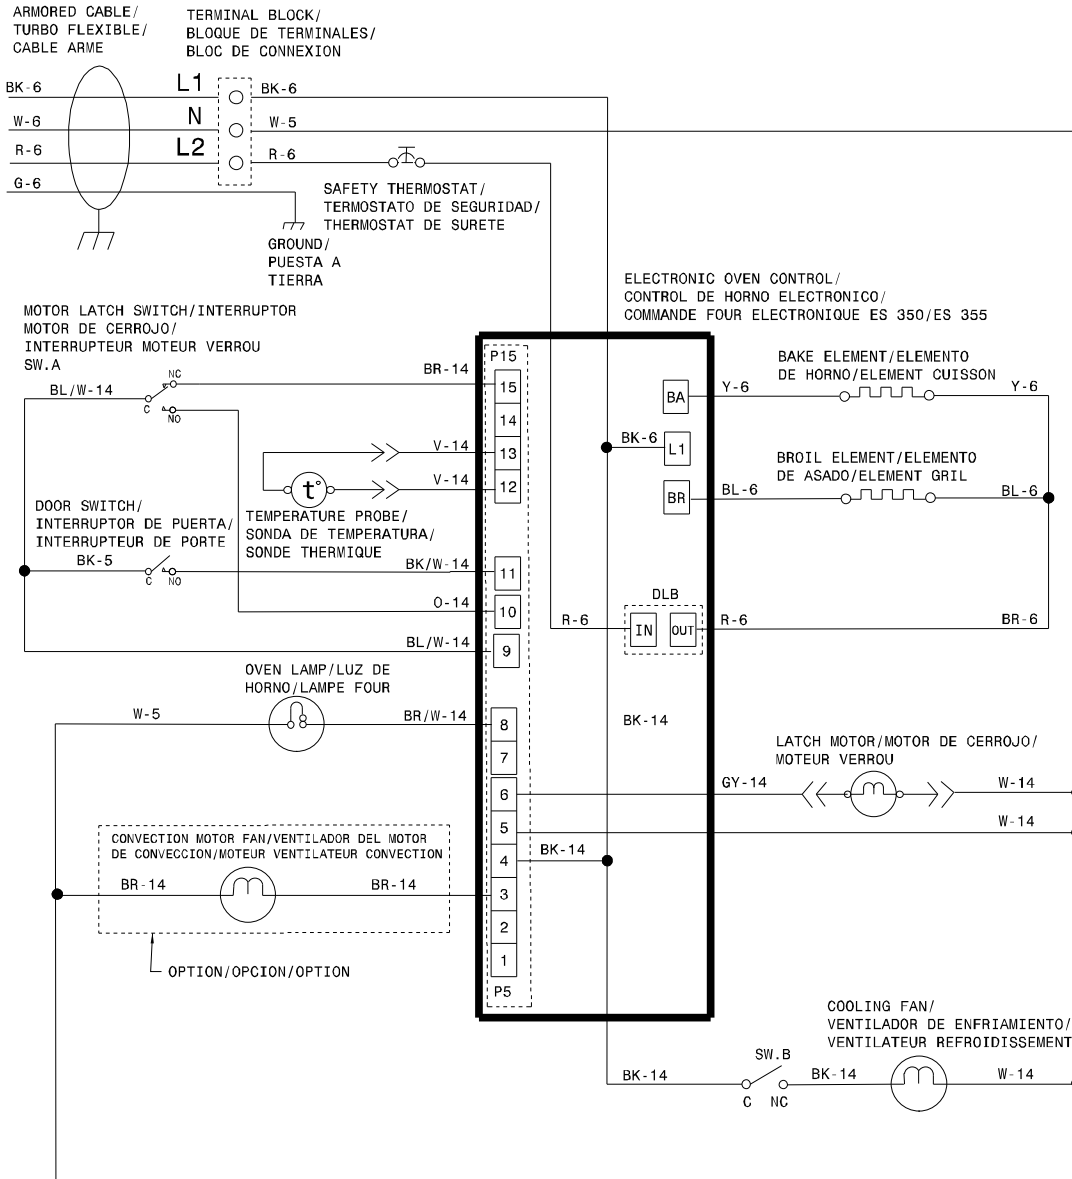 ARMORED CABLE/
TURBO FLEXIBLE/
CABLE ARME
TERMINAL BLOCK/
BLOQUE DE TERMINALES/
BLOC DE CONNEXION
BK-6
L1
BK-6
W-6
N
W-5
R-6
L2
R-6
G-6
SAFETY THERMOSTAT/
TERMOSTATO DE SEGURIDAD/
THERMOSTAT DE SURETE
GROUND/
PUESTA A
TIERRA
ELECTRONIC OVEN CONTROL/
CONTROL DE HORNO ELECTRONICO/
COMMANDE FOUR ELECTRONIQUE ES 350/ES 355
MOTOR LATCH SWITCH/INTERRUPTOR
MOTOR DE CERROJO/
INTERRUPTEUR MOTEUR VERROU
SW.A
P15
BAKE ELEMENT/ELEMENTO
DE HORNO/ELEMENT CUISSON
BL/W-14
NC
C
NO
BR-14
15
BA
Y-6
Y-6
14
V-14
13
BK-6
L1
BROIL ELEMENT/ELEMENTO
DE ASADO/ELEMENT GRIL
t°
V-14
12
BR
BL-6
BL-6
DOOR SWITCH/
INTERRUPTOR DE PUERTA/
INTERRUPTEUR DE PORTE
TEMPERATURE PROBE/
SONDA DE TEMPERATURA/
SONDE THERMIQUE
BK-5
C
NO
BK/W-14
11
O-14
10
DLB
R-6
IN
OUT
R-6
BR-6
BL/W-14
9
OVEN LAMP/LUZ DE
HORNO/LAMPE FOUR
W-5
BR/W-14
8
BK-14
7
LATCH MOTOR/MOTOR DE CERROJO/
MOTEUR VERROU
6
GY-14
W-14
5
W-14
CONVECTION MOTOR FAN/VENTILADOR DEL MOTOR
DE CONVECCION/MOTEUR VENTILATEUR CONVECTION
4
BK-14
BR-14
BR-14
3
2
1
OPTION/OPCION/OPTION
P5
COOLING FAN/
VENTILADOR DE ENFRIAMIENTO/
VENTILATEUR REFROIDISSEMENT
BK-14
SW.B
C
NC
BK-14
W-14